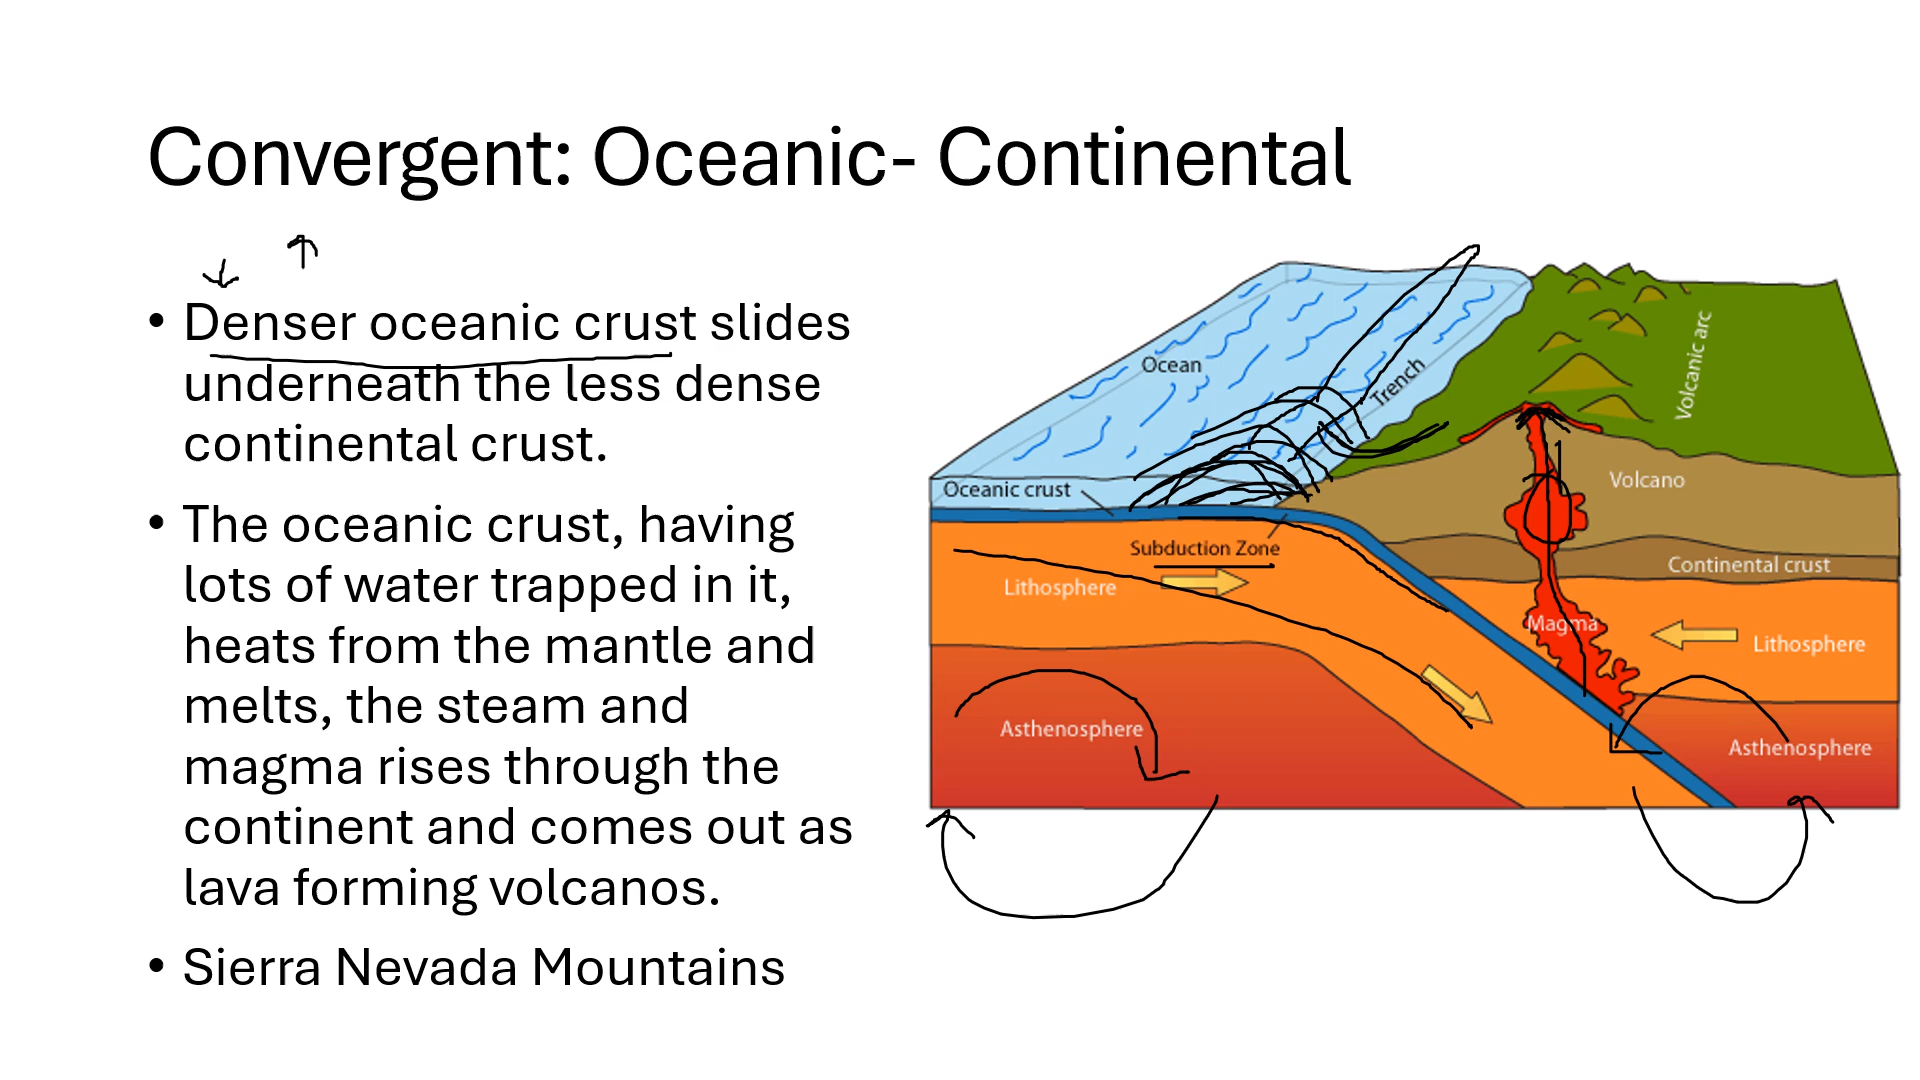 Convergent: Oceanic- Continental
• Denser oceanic crust slides
underneath the less dense
continental crust.
• The oceanic crust, having
lots of water trapped in it,
heats from the mantle and
melts, the steam and
magma rises through the
continent and comes out as
lava forming volcanos.
• Sierra Nevada Mountains
Ocean
Trench
Volcanic arc
Oceanic crust
Volcano
Subduction Zone
Continental crust
Lithosphere
Magma
Lithosphere
Asthenosphere
Asthenosphere